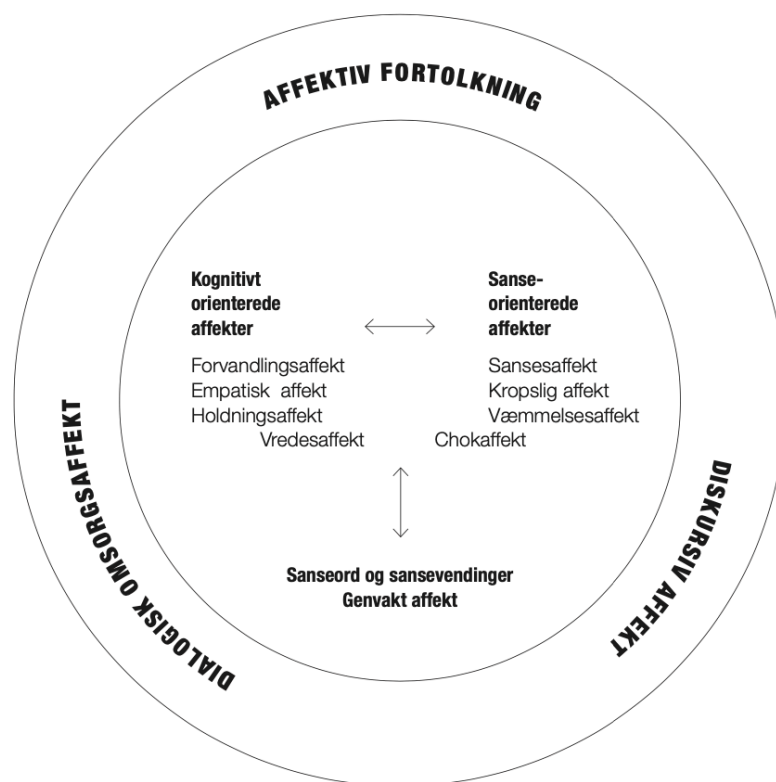 AFFEKTIV FORTOLKNING
Kognitivt
orienterede
affekter
Forvandlingsaffekt
Empatisk affekt
Holdningsaffekt
Vredesaffekt
Sanse-
orienterede
affekter
Sansesaffekt
Kropslig affekt
Væmmelsesaffekt
Chokaffekt
Sanseord og sansevendinger
Genvakt affekt
DIALOGISK OMSORGSAFFEKT
DISKURSIV AFFEKT